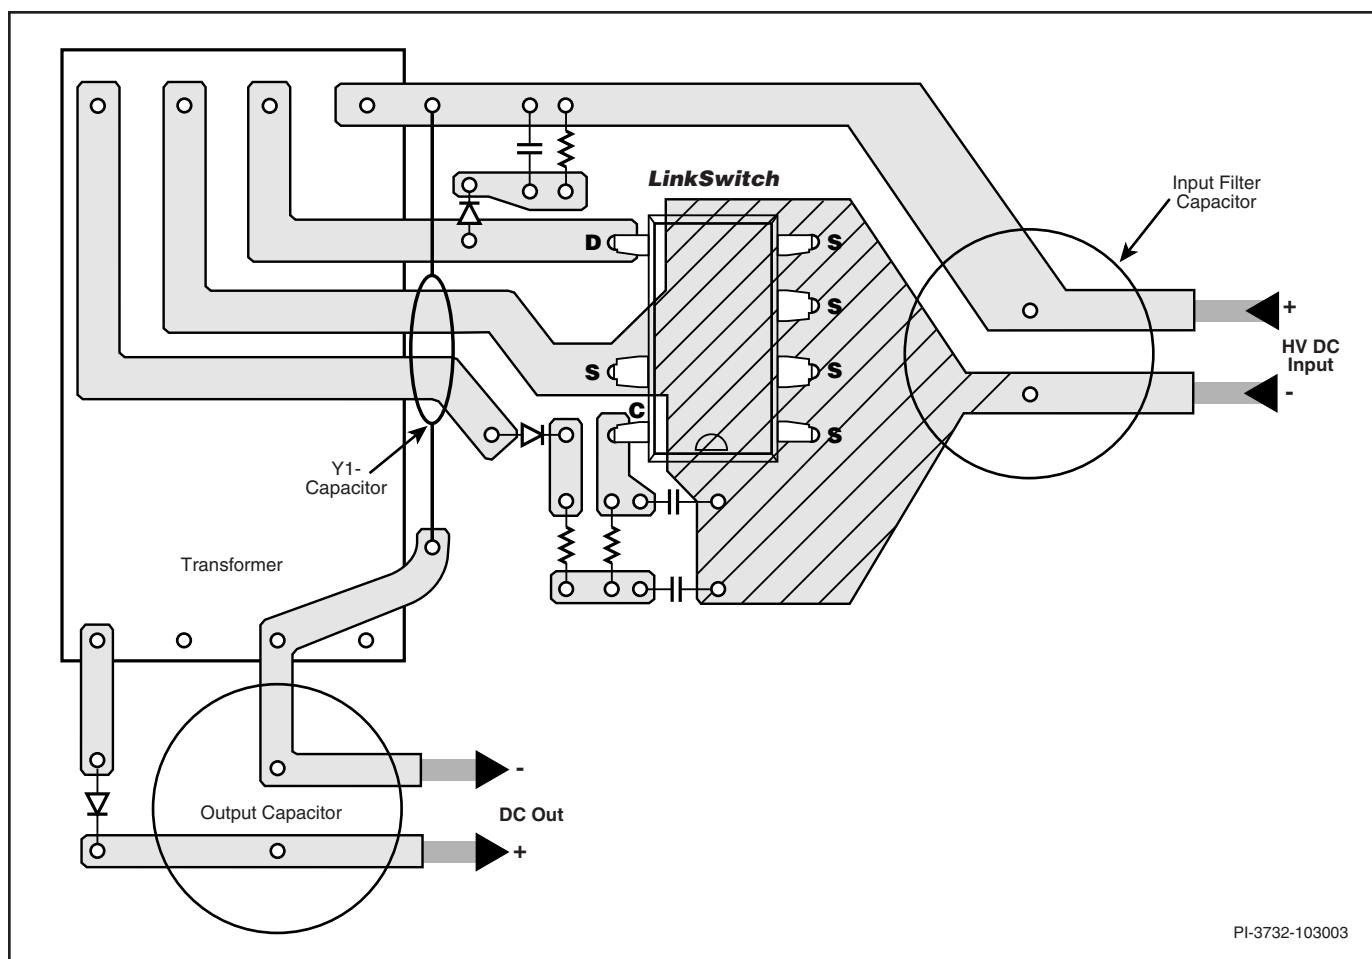 LinkSwitch
Input Filter
Capacitor
D
S
S
+
HV DC
Input
-
S
S
C
S
Y1-
Capacitor
Transformer
-
Output Capacitor
DC Out
+
PI-3732-103003